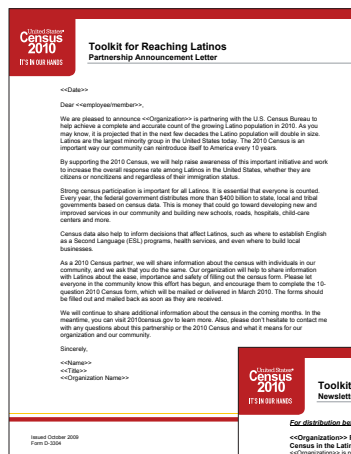 United States®
Census
2010
IT'S IN OUR HANDS
Toolkit for Reaching Latinos
Partnership Announcement Letter
<<Date>>
Dear <<employee/member>>,
We are pleased to announce <<Organization>> is partnering with the U.S. Census Bureau to
help achieve a complete and accurate count of the growing Latino population in 2010. As you
may know, it is projected that in the next few decades the Latino population will double in size.
Latinos are the largest minority group in the United States today. The 2010 Census is an
important way our community can reintroduce itself to America every 10 years.
By supporting the 2010 Census, we will help raise awareness of this important initiative and work
to increase the overall response rate among Latinos in the United States, whether they are
citizens or noncitizens and regardless of their immigration status.
Strong census participation is important for all Latinos. It is essential that everyone is counted.
Every year, the federal government distributes more than $400 billion to state, local and tribal
governments based on census data. This is money that could go toward developing new and
improved services in our community and building new schools, roads, hospitals, child-care
centers and more.
Census data also help to inform decisions that affect Latinos, such as where to establish English
as a Second Language (ESL) programs, health services, and even where to build local
businesses.
As a 2010 Census partner, we will share information about the census with individuals in our
community, and we ask that you do the same. Our organization will help to share information
with Latinos about the ease, importance and safety of filling out the census form. Please let
everyone in the community know this effort has begun, and encourage them to complete the 10-
question 2010 Census form, which will be mailed or delivered in March 2010. The forms should
be filled out and mailed back as soon as they are received.
We will continue to share additional information about the census in the coming months. In the
meantime, you can visit 2010census.gov to learn more. Also, please don't hesitate to contact me
with any questions about this partnership or the 2010 Census and what it means for our
organization and our community.
Sincerely,
<<Name>>
<<Title>>
<<Organization Name>>
Issued October 2009
Form D-3304
United States®
Census
2010
IT'S IN OUR HANDS
Toolkit
Newslett
For distribution be
<<Organization>>
Census in the Latin
<<Organization>> is